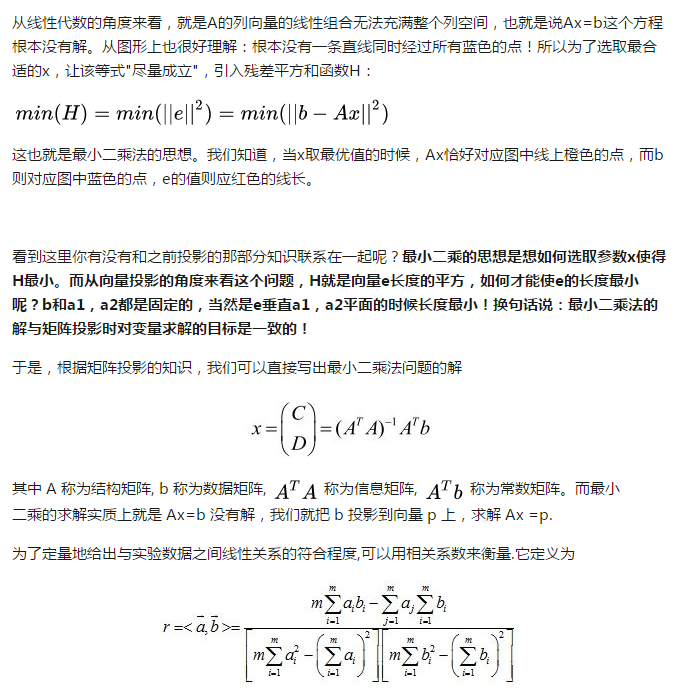 从线性代数的角度来看，就是A的列向量的线性组合无法充满整个列空间，也就是说Ax=b这个方程
根本没有解。从图形上也很好理解：根本没有一条直线同时经过所有蓝色的点！所以为了选取最合
适的x，让该等式"尽量成立"，引入残差平方和函数H：
min(H) = min(||e||²) = min(||b − Ax||²)
这也就是最小二乘法的思想。我们知道，当x取最优值的时候，Ax恰好对应图中线上橙色的点，而b
则对应图中蓝色的点，e的值则应红色的线长。
看到这里你有没有和之前投影的那部分知识联系在一起呢？最小二乘的思想是想如何选取参数x使得
H最小。而从向量投影的角度来看这个问题，H就是向量e长度的平方，如何才能使e的长度最小
呢？b和a1，a2都是固定的，当然是e垂直a1，a2平面的时候长度最小！换句话说：最小二乘法的
解与矩阵投影时对变量求解的目标是一致的！
于是，根据矩阵投影的知识，我们可以直接写出最小二乘法问题的解
x = (C D) = (AᵀA)⁻¹Aᵀb
其中 A 称为结构矩阵, b 称为数据矩阵, AᵀA 称为信息矩阵, Aᵀb 称为常数矩阵。而最小
二乘的求解实质上就是 Ax=b 没有解，我们就把 b 投影到向量 p 上，求解 Ax =p.
为了定量地给出与实验数据之间线性关系的符合程度,可以用相关系数来衡量.它定义为
r =< a⃗, b⃗ >= (m∑_{i=1}^{m} a_i b_i − ∑_{j=1}^{m} a_j ∑_{i=1}^{m} b_i) / ([m∑_{i=1}^{m} a_i² − (∑_{i=1}^{m} a_i)²][m∑_{i=1}^{m} b_i² − (∑_{i=1}^{m} b_i)²])